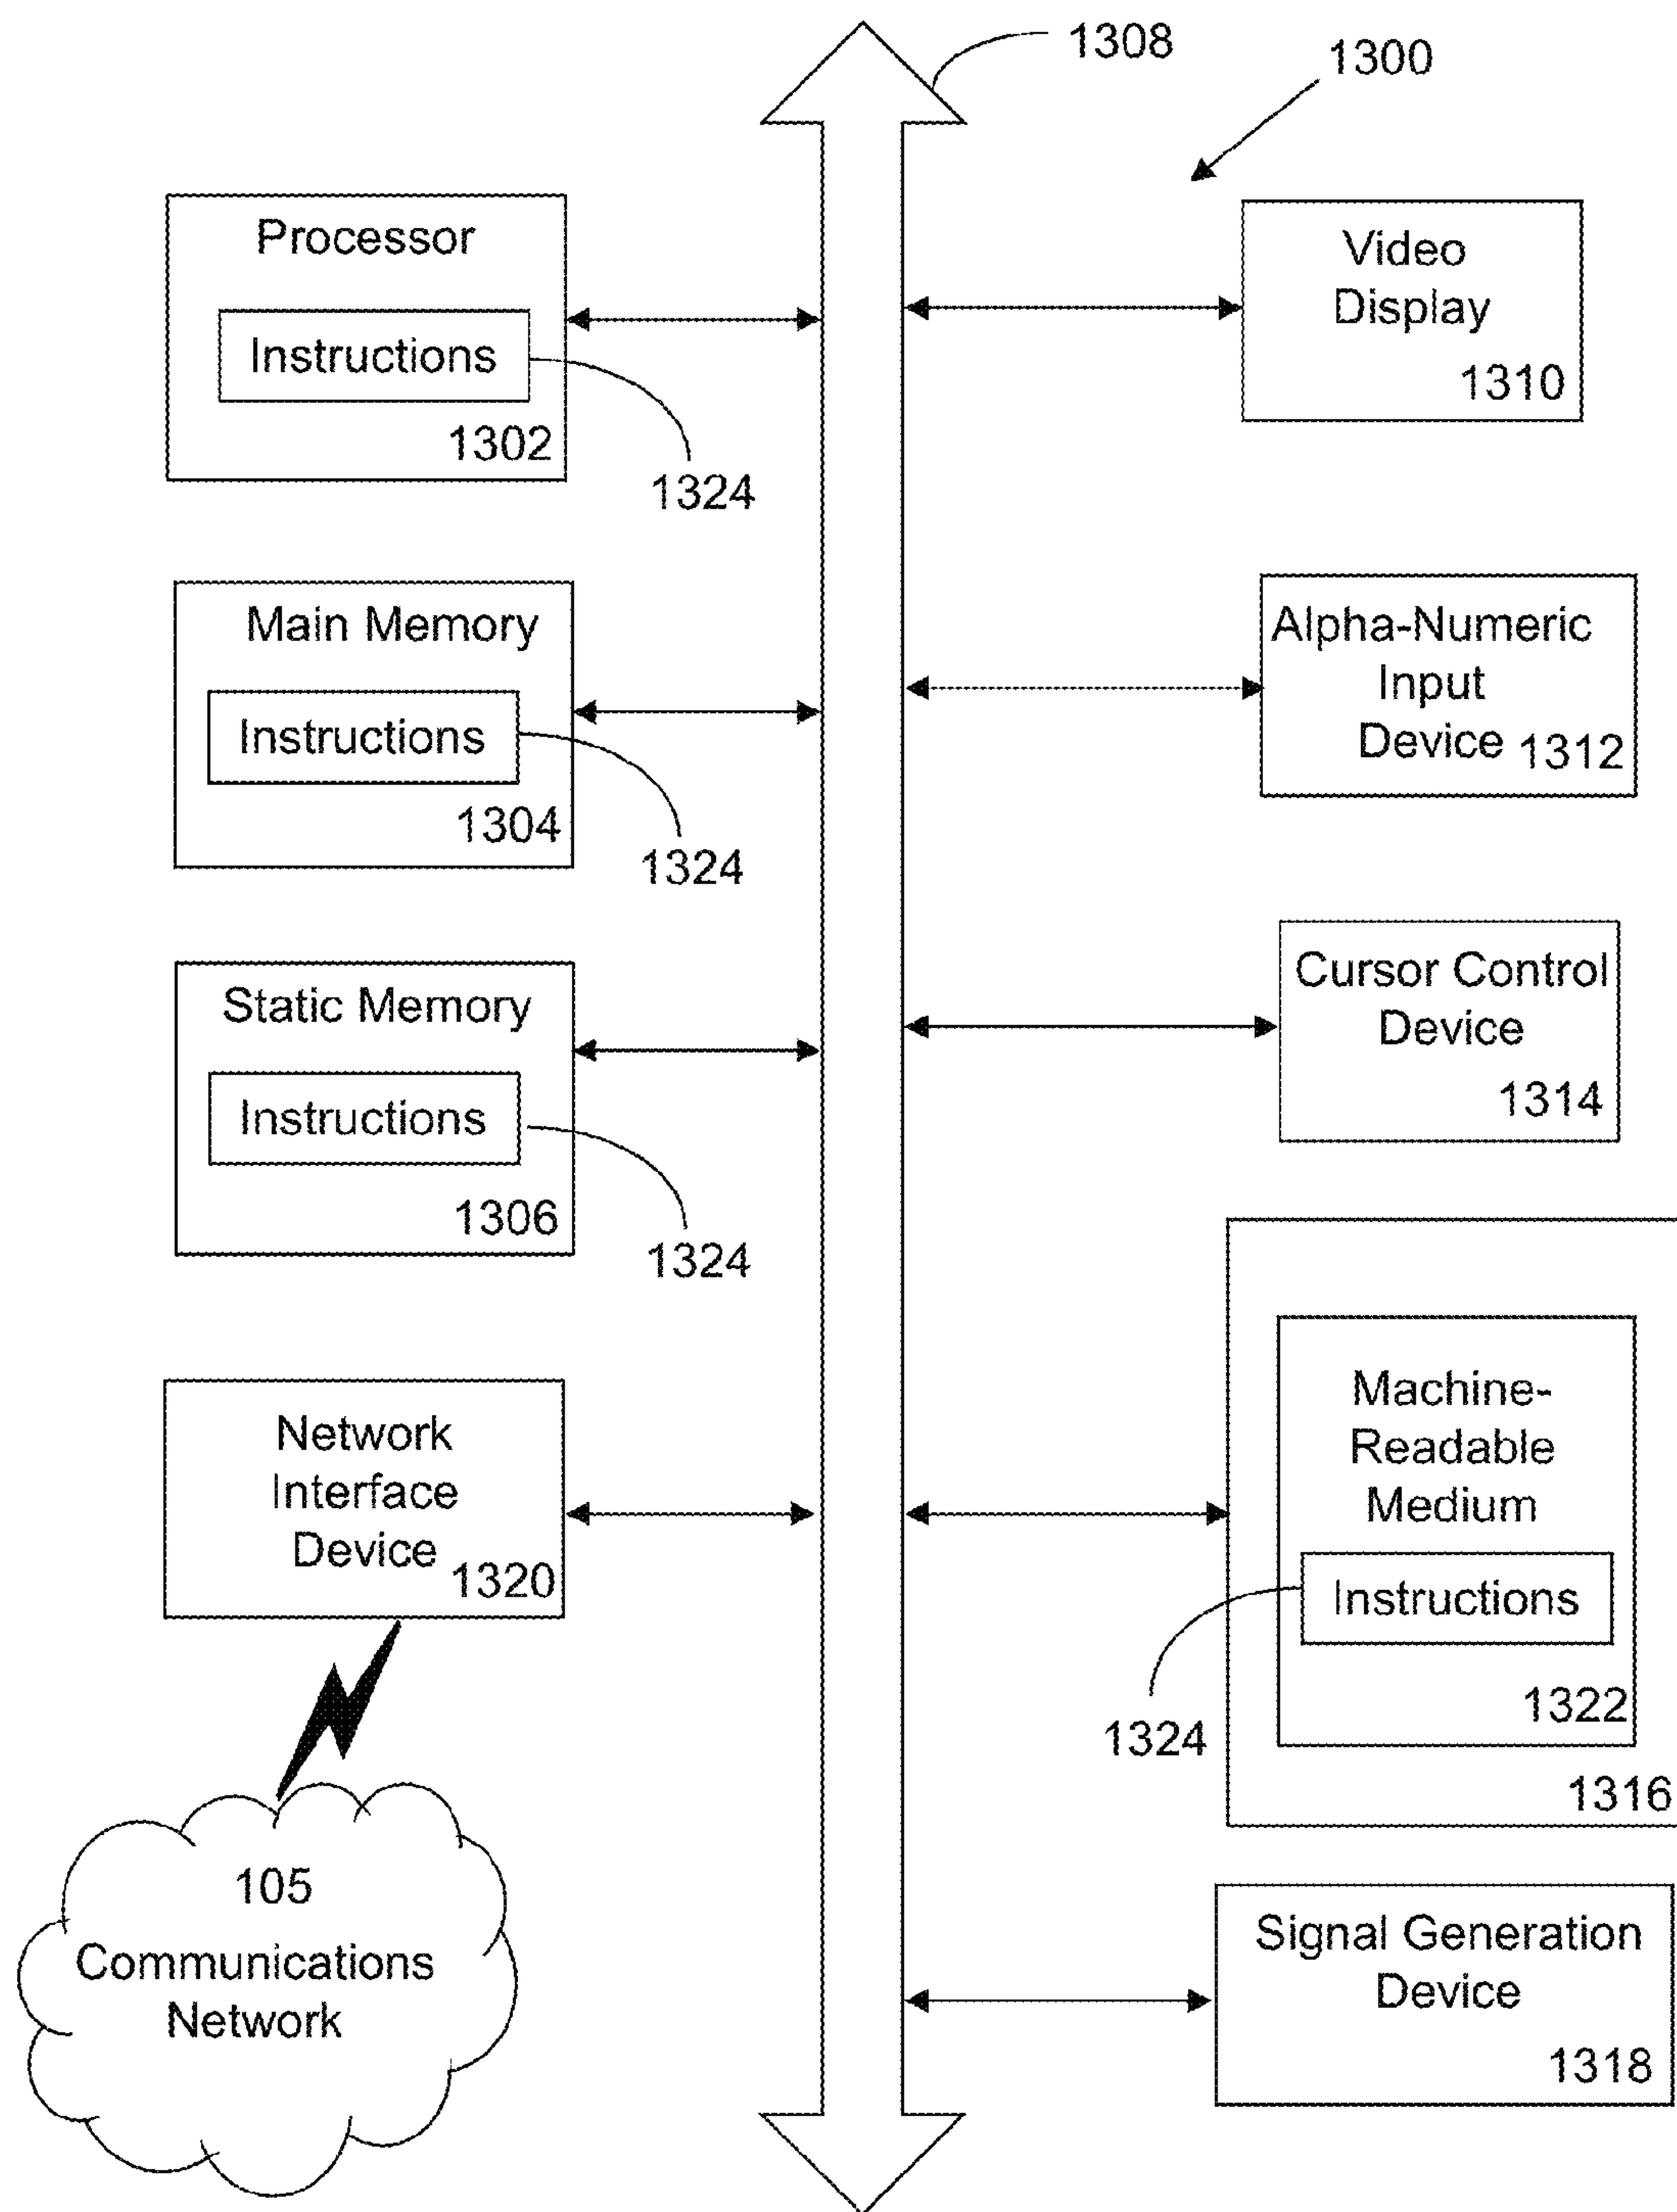 1308
1300
Processor
Instructions
1302
1324
Video
Display
1310
Main Memory
Instructions
1304
1324
Alpha-Numeric
Input
Device 1312
Static Memory
Instructions
1306
1324
Cursor Control
Device
1314
Network
Interface
Device
1320
Machine-
Readable
Medium
Instructions
1324
1322
1316
105
Communications
Network
Signal Generation
Device
1318